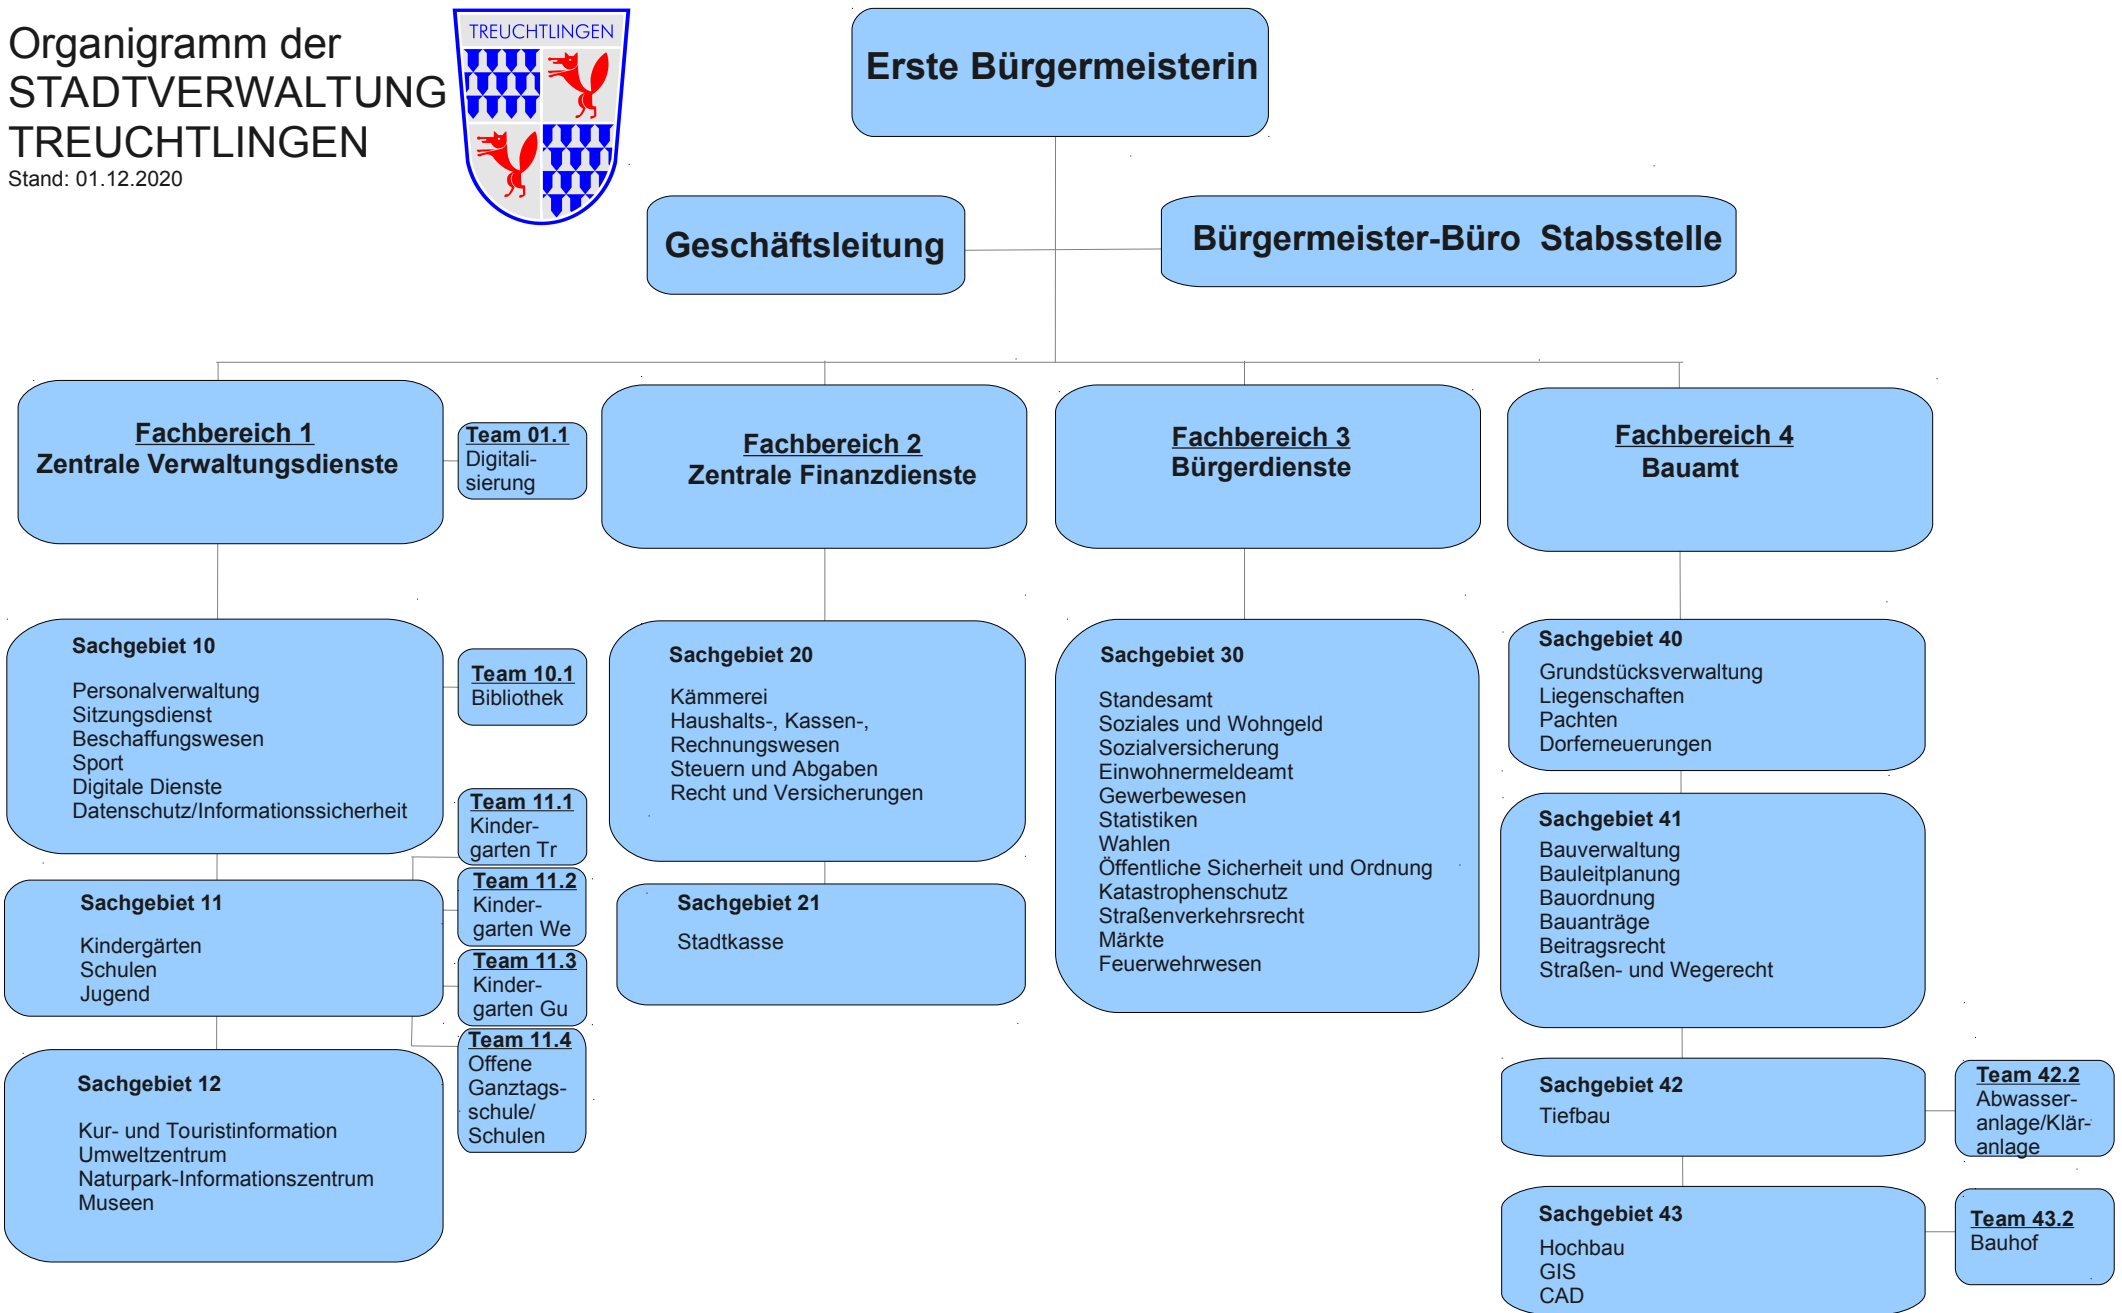 Organigramm der
STADTVERWALTUNG
TREUCHTLINGEN
Stand: 01.12.2020
TREUCHTLINGEN
Erste Bürgermeisterin
Geschäftsleitung
Bürgermeister-Büro  Stabsstelle
Fachbereich 1
Zentrale Verwaltungsdienste
Team 01.1
Digitali-
sierung
Fachbereich 2
Zentrale Finanzdienste
Fachbereich 3
Bürgerdienste
Fachbereich 4
Bauamt
Sachgebiet 10
Personalverwaltung
Sitzungsdienst
Beschaffungswesen
Sport
Digitale Dienste
Datenschutz/Informationssicherheit
Team 10.1
Bibliothek
Sachgebiet 11
Kindergärten
Schulen
Jugend
Team 11.1
Kinder-
garten Tr
Team 11.2
Kinder-
garten We
Team 11.3
Kinder-
garten Gu
Team 11.4
Offene
Ganztags-
schule/
Schulen
Sachgebiet 12
Kur- und Touristinformation
Umweltzentrum
Naturpark-Informationszentrum
Museen
Sachgebiet 20
Kämmerei
Haushalts-, Kassen-,
Rechnungswesen
Steuern und Abgaben
Recht und Versicherungen
Sachgebiet 21
Stadtkasse
Sachgebiet 30
Standesamt
Soziales und Wohngeld
Sozialversicherung
Einwohnermeldeamt
Gewerbewesen
Statistiken
Wahlen
Öffentliche Sicherheit und Ordnung
Katastrophenschutz
Straßenverkehrsrecht
Märkte
Feuerwehrwesen
Sachgebiet 40
Grundstücksverwaltung
Liegenschaften
Pachten
Dorferneuerungen
Sachgebiet 41
Bauverwaltung
Bauleitplanung
Bauordnung
Bauanträge
Beitragsrecht
Straßen- und Wegerecht
Sachgebiet 42
Tiefbau
Team 42.2
Abwasser-
anlage/Klär-
anlage
Sachgebiet 43
Hochbau
GIS
CAD
Team 43.2
Bauhof